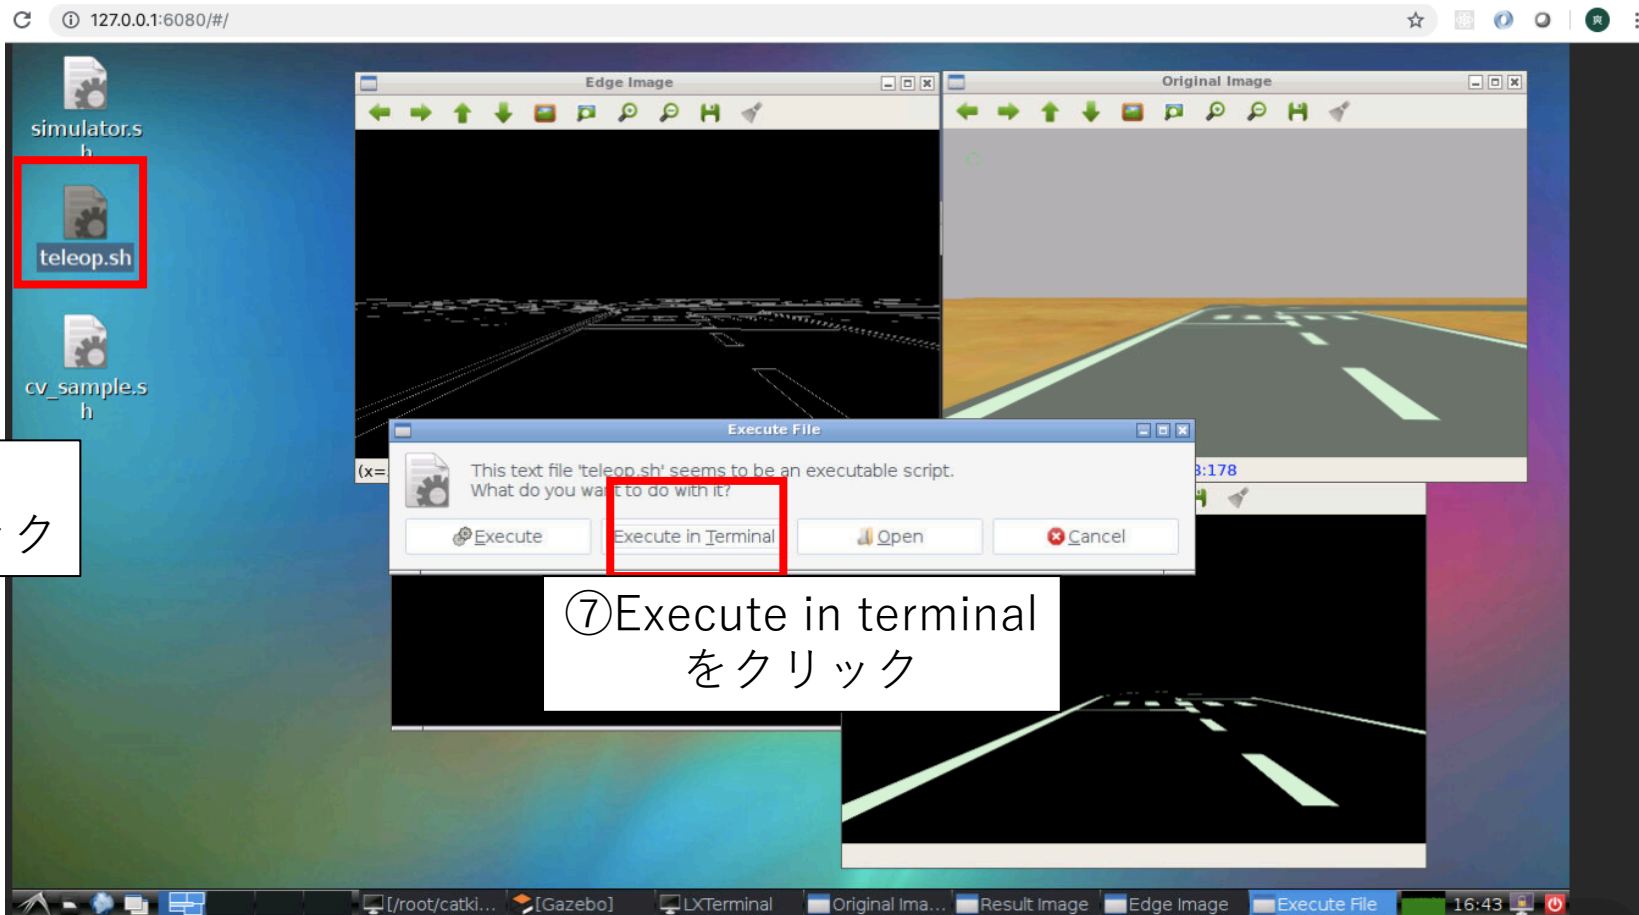 127.0.0.1:6080/#/
Edge Image
Original Image
simulator.s
h
teleop.sh
cv_sample.s
h
ク
(x=
3:178
Execute File
This text file 'teleop.sh' seems to be an executable script.
What do you want to do with it?
Execute
Execute in Terminal
Open
Cancel
⑦Execute in terminal
をクリック
[/root/catki...
[Gazebo]
LXTerminal
Original Ima...
Result Image
Edge Image
Execute File
16:43